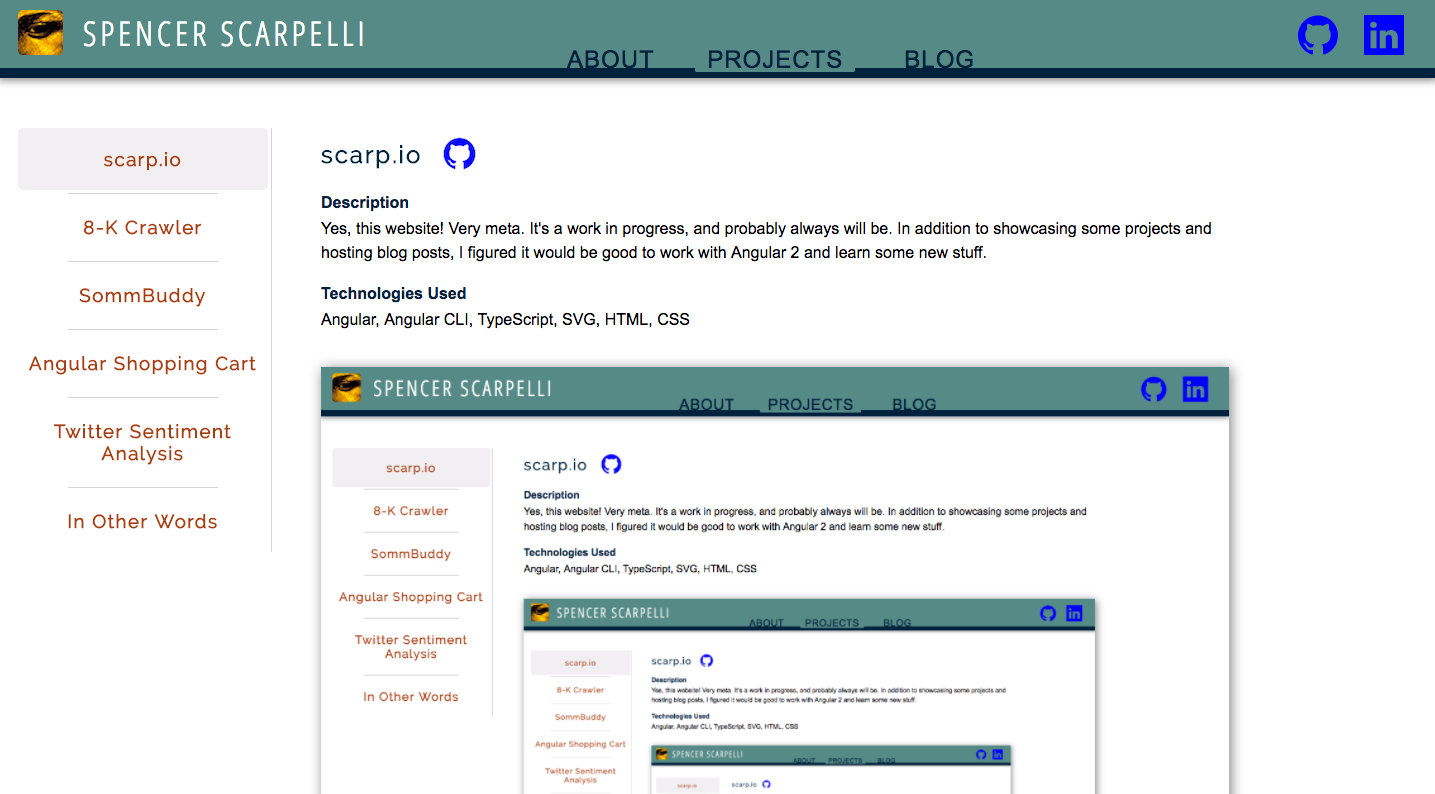 SPENCER SCARPELLI
ABOUT
PROJECTS
BLOG
in
scarp.io
8-K Crawler
SommBuddy
Angular Shopping Cart
Twitter Sentiment
Analysis
In Other Words
scarp.io
Description
Yes, this website! Very meta. It's a work in progress, and probably always will be. In addition to showcasing some projects and
hosting blog posts, I figured it would be good to work with Angular 2 and learn some new stuff.
Technologies Used
Angular, Angular CLI, TypeScript, SVG, HTML, CSS
SPENCER SCARPELLI
ABOUT
PROJECTS
BLOG
in
scarp.io
8-K Crawler
SommBuddy
Angular Shopping Cart
Twitter Sentiment
Analysis
In Other Words
scarp.io
Description
Yes, this website! Very meta. It's a work in progress, and probably always will be. In addition to showcasing some projects and
hosting blog posts, I figured it would be good to work with Angular 2 and learn some new stuff.
Technologies Used
Angular, Angular CLI, TypeScript, SVG, HTML, CSS
SPENCER SCARPELLI
ABOUT
PROJECTS
BLOG
in
scarp.io
8-K Crawler
SommBuddy
Angular Shopping Cart
Twitter Sentiment
Analysis
scarp.io
Description
Yes, this website! Very meta. It's a work in progress, and probably always will be. In addition to showcasing some projects and
hosting blog posts, I figured it would be good to work with Angular 2 and learn some new stuff.
Technologies Used
Angular, Angular CLI, TypeScript, SVG, HTML, CSS
SPENCER SCARPELLI
ABOUT
PROJECTS
BLOG
in
scarp.io
scarp.io